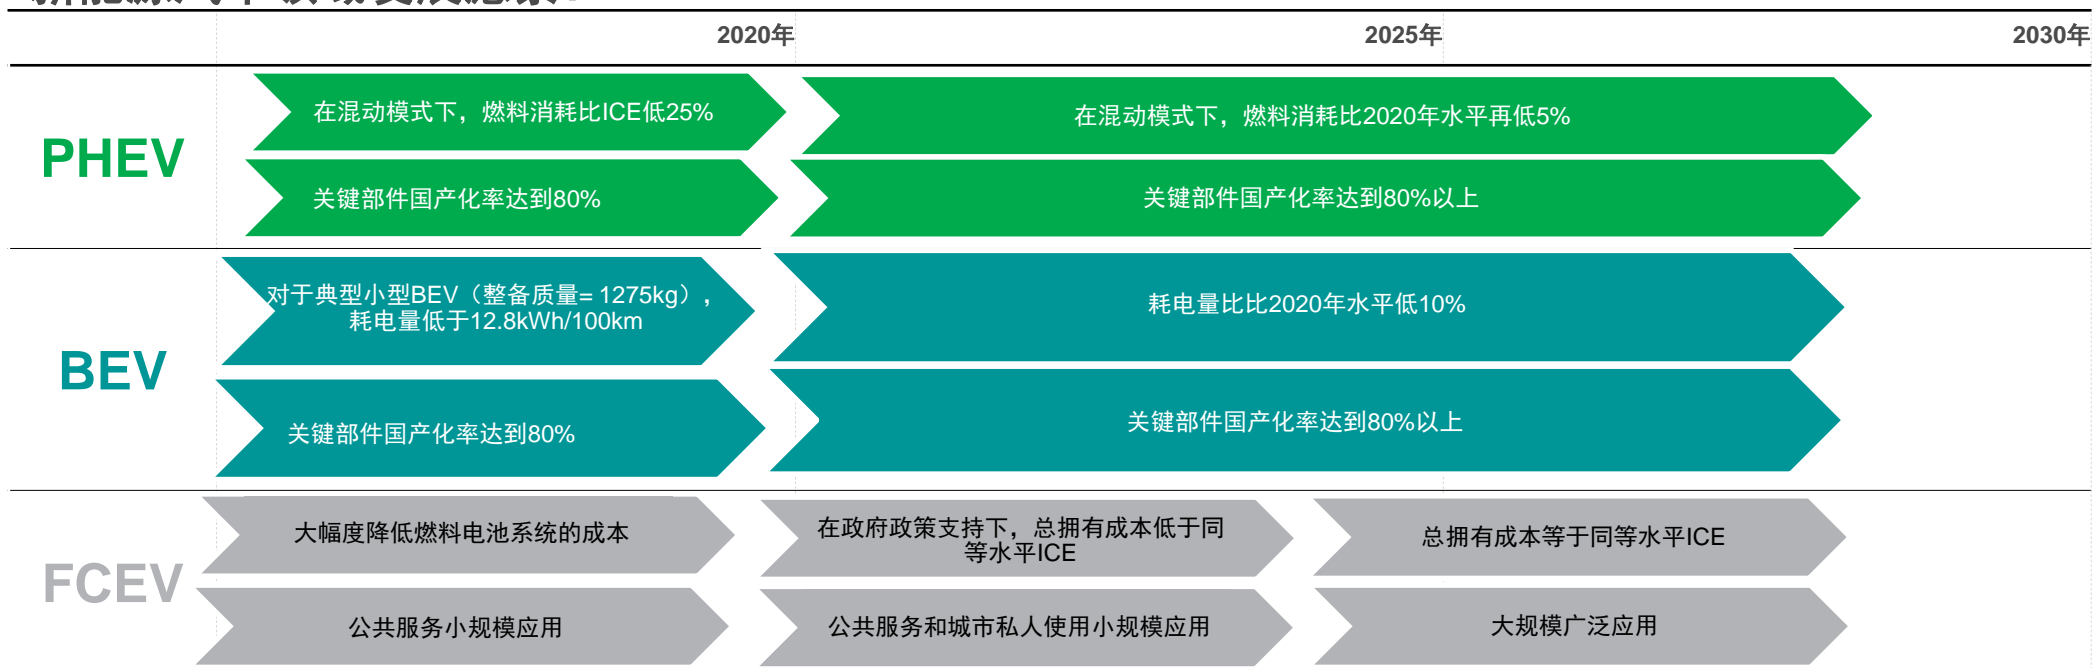 2020年
2025年
2030年
PHEV
在混动模式下，燃料消耗比ICE低25%
在混动模式下，燃料消耗比2020年水平再低5%
关键部件国产化率达到80%
关键部件国产化率达到80%以上
BEV
对于典型小型BEV（整备质量= 1275kg），
耗电量低于12.8kWh/100km
耗电量比比2020年水平低10%
关键部件国产化率达到80%
关键部件国产化率达到80%以上
FCEV
大幅度降低燃料电池系统的成本
在政府政策支持下，总拥有成本低于同
等水平ICE
总拥有成本等于同等水平ICE
公共服务小规模应用
公共服务和城市私人使用小规模应用
大规模广泛应用